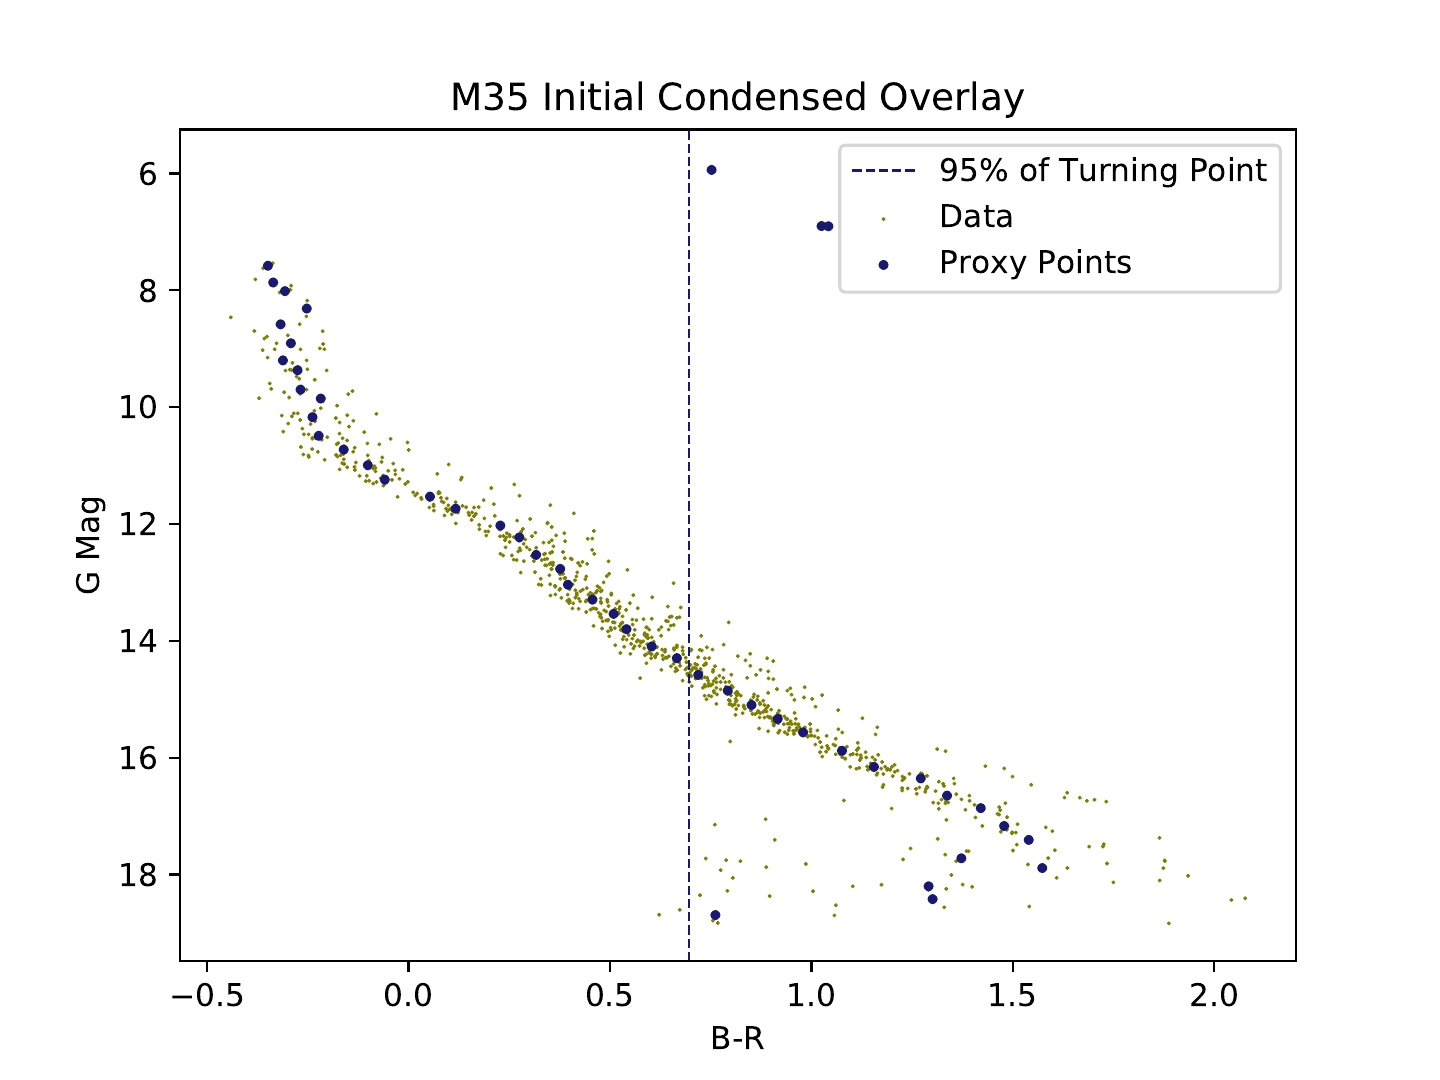 M35 Initial Condensed Overlay
95% of Turning Point
Data
Proxy Points
G Mag
6
8
10
12
14
16
18
−0.5 0.0 0.5 1.0 1.5 2.0
B-R